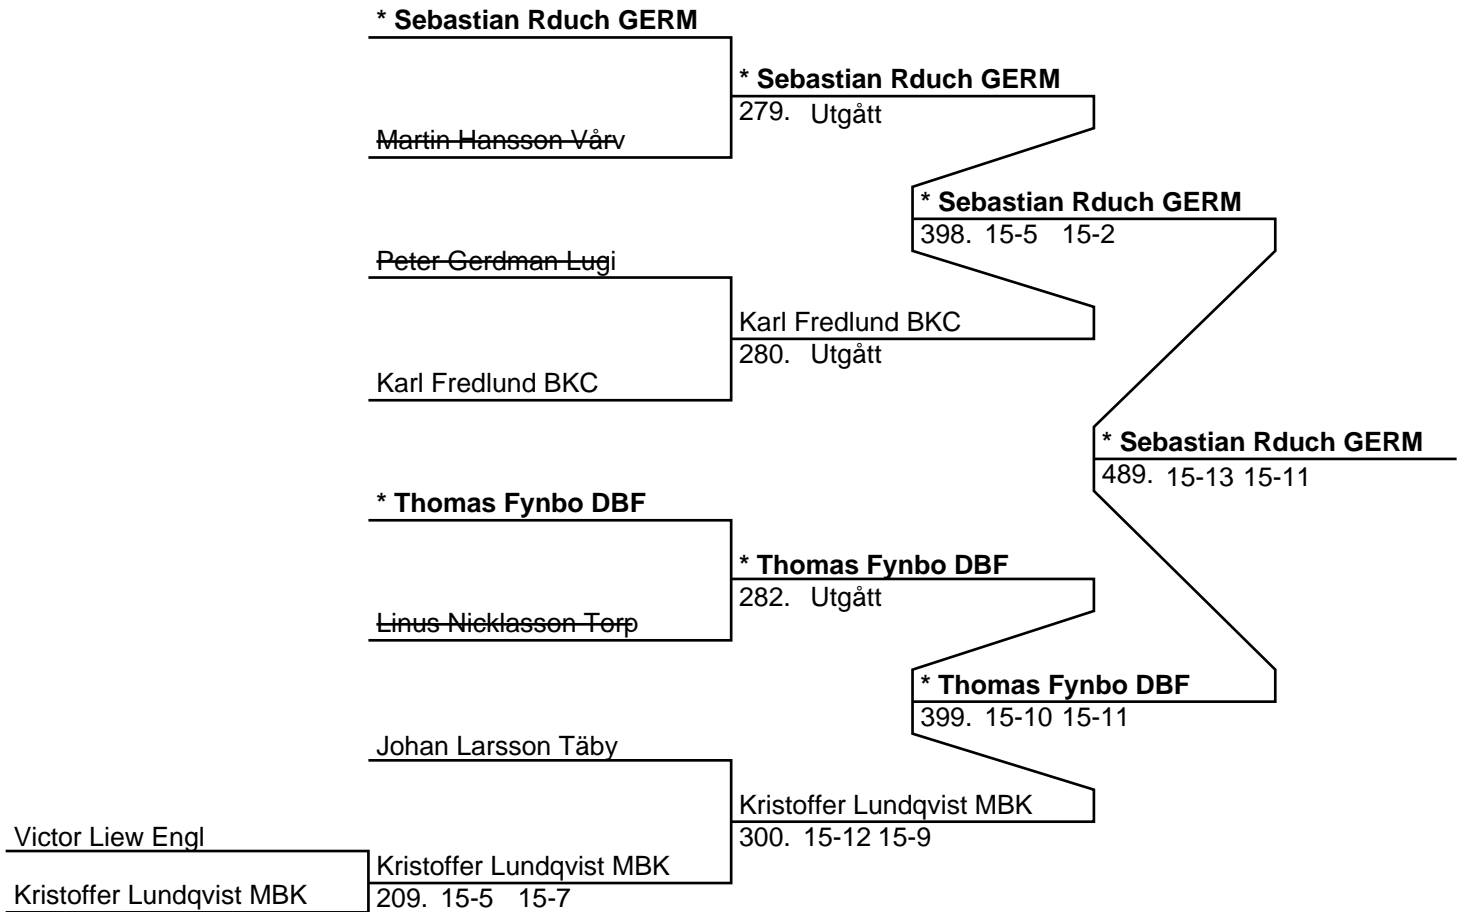 * Sebastian Rduch GERM
* Sebastian Rduch GERM
279. Utgått
Martin Hansson Vårv
* Sebastian Rduch GERM
398. 15-5 15-2
Peter Gerdman Lugi
Karl Fredlund BKC
280. Utgått
Karl Fredlund BKC
* Sebastian Rduch GERM
489. 15-13 15-11
* Thomas Fynbo DBF
* Thomas Fynbo DBF
282. Utgått
Linus Nicklasson Torp
* Thomas Fynbo DBF
399. 15-10 15-11
Johan Larsson Täby
Kristoffer Lundqvist MBK
300. 15-12 15-9
Victor Liew Engl
Kristoffer Lundqvist MBK
209. 15-5 15-7
Kristoffer Lundqvist MBK